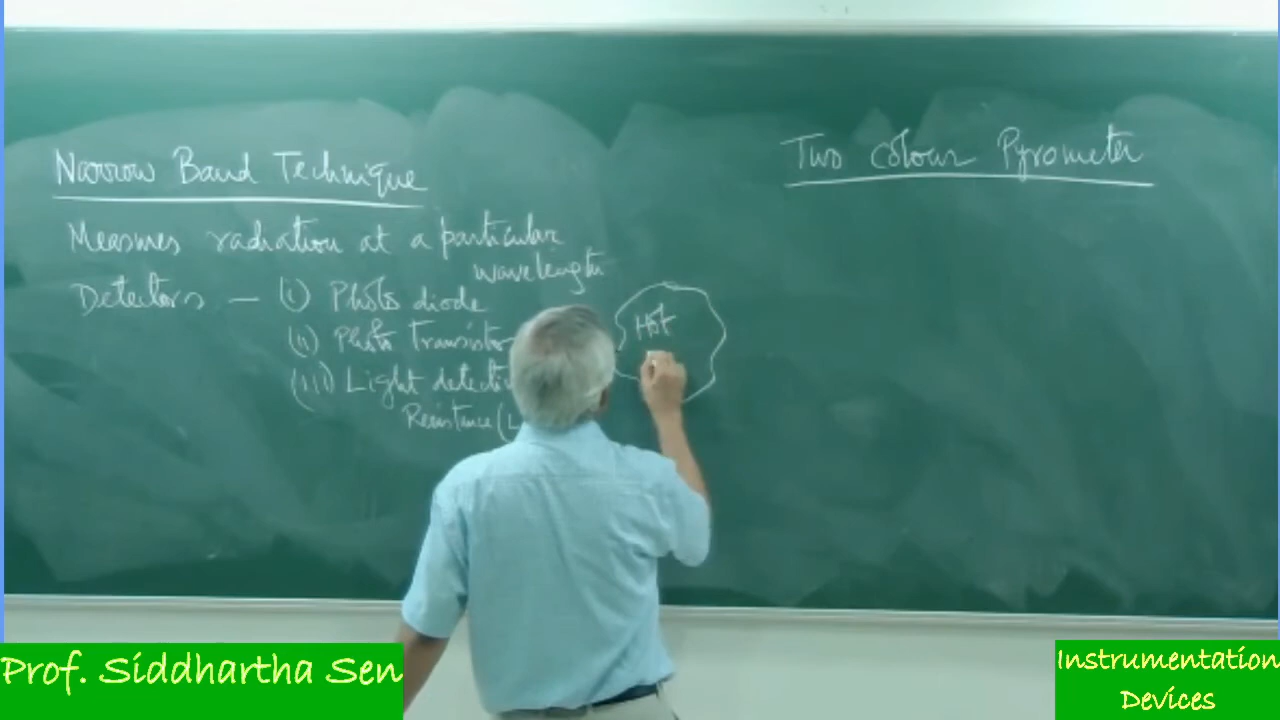 Narrow Band Technique
Measures radiation at a particular
wavelength
Detectors — (i) Photo diode
(ii) Photo Transistor
(iii) Light detecti
Resistance (L
Hot
Two colour Pyrometer
Prof. Siddhartha Sen
Instrumentation
Devices